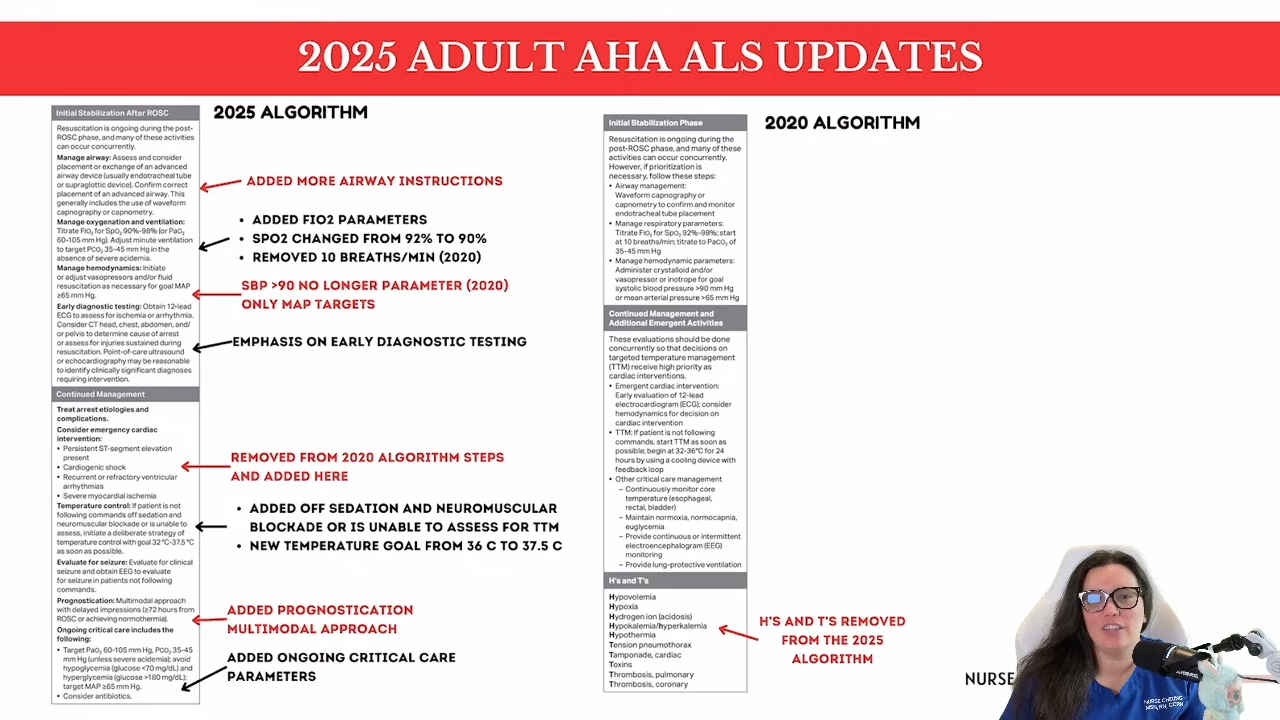 2025 ADULT AHA ALS UPDATES
2025 ALGORITHM
Initial Stabilization After ROSC
Resuscitation is ongoing during the post-
ROSC phase, and many of these activities
can occur concurrently.
Manage airway: Assess and consider
placement or exchange of an advanced
airway device (usually endotracheal tube
or supraglottic device). Confirm correct
placement of an advanced airway. This
generally includes the use of waveform
capnography or capnometry.
Manage oxygenation and ventilation:
Titrate FiO₂ for SpO₂ 90%-98% (or PaO₂
60-105 mm Hg). Adjust minute ventilation
to target PCO₂ 35-45 mm Hg in the
absence of severe acidemia.
Manage hemodynamics: Initiate
or adjust vasopressors and/or fluid
resuscitation as necessary for goal MAP
≥65 mm Hg.
Early diagnostic testing: Obtain 12-lead
ECG to assess for ischemia or arrhythmia.
Consider CT head, chest, abdomen, and/
or pelvis to determine cause of arrest
or assess for injuries sustained during
resuscitation. Point-of-care ultrasound
or echocardiography may be reasonable
to identify clinically significant diagnoses
requiring intervention.
Continued Management
Treat arrest etiologies and
complications.
Consider emergency cardiac
intervention:
• Persistent ST-segment elevation
present
• Cardiogenic shock
• Recurrent or refractory ventricular
arrhythmias
• Severe myocardial ischemia
Temperature control: If patient is not
following commands off sedation and
neuromuscular blockade or is unable to
assess, initiate a deliberate strategy of
temperature control with goal 32 °C-37.5 °C
as soon as possible.
Evaluate for seizure: Evaluate for clinical
seizure and obtain EEG to evaluate
for seizure in patients not following
commands.
Prognostication: Multimodal approach
with delayed impressions (≥72 hours from
ROSC or achieving normothermia).
Ongoing critical care includes the
following:
• Target PaO₂ 60-105 mm Hg, PCO₂ 35-45
mm Hg (unless severe acidemia); avoid
hypoglycemia (glucose <70 mg/dL) and
hyperglycemia (glucose >180 mg/dL);
target MAP ≥65 mm Hg.
• Consider antibiotics.
ADDED MORE AIRWAY INSTRUCTIONS
• ADDED FIO2 PARAMETERS
• SPO2 CHANGED FROM 92% TO 90%
• REMOVED 10 BREATHS/MIN (2020)
SBP >90 NO LONGER PARAMETER (2020)
ONLY MAP TARGETS
EMPHASIS ON EARLY DIAGNOSTIC TESTING
REMOVED FROM 2020 ALGORITHM STEPS
AND ADDED HERE
• ADDED OFF SEDATION AND NEUROMUSCULAR
BLOCKADE OR IS UNABLE TO ASSESS FOR TTM
• NEW TEMPERATURE GOAL FROM 36 C TO 37.5 C
ADDED PROGNOSTICATION
MULTIMODAL APPROACH
ADDED ONGOING CRITICAL CARE
PARAMETERS
2020 ALGORITHM
Initial Stabilization Phase
Resuscitation is ongoing during the
post-ROSC phase, and many of these
activities can occur concurrently.
However, if prioritization is
necessary, follow these steps:
• Airway management:
Waveform capnography or
capnometry to confirm and monitor
endotracheal tube placement
• Manage respiratory parameters:
Titrate FiO₂ for SpO₂ 92%-98%; start
at 10 breaths/min; titrate to PaCO₂ of
35-45 mm Hg
• Manage hemodynamic parameters:
Administer crystalloid and/or
vasopressor or inotrope for goal
systolic blood pressure >90 mm Hg
or mean arterial pressure >65 mm Hg
Continued Management and
Additional Emergent Activities
These evaluations should be done
concurrently so that decisions on
targeted temperature management
(TTM) receive high priority as
cardiac interventions.
• Emergent cardiac intervention:
Early evaluation of 12-lead
electrocardiogram (ECG); consider
hemodynamics for decision on
cardiac intervention
• TTM: If patient is not following
commands, start TTM as soon as
possible; begin at 32-36°C for 24
hours by using a cooling device with
feedback loop
• Other critical care management
– Continuously monitor core
temperature (esophageal,
rectal, bladder)
– Maintain normoxia, normocapnia,
euglycemia
– Provide continuous or intermittent
electroencephalogram (EEG)
monitoring
– Provide lung-protective ventilation
H's and T's
Hypovolemia
Hypoxia
Hydrogen ion (acidosis)
Hypokalemia/hyperkalemia
Hypothermia
Tension pneumothorax
Tamponade, cardiac
Toxins
Thrombosis, pulmonary
Thrombosis, coronary
H'S AND T'S REMOVED
FROM THE 2025
ALGORITHM
NURSE
NURSE CHEUNG
MSN, RN, CCRN